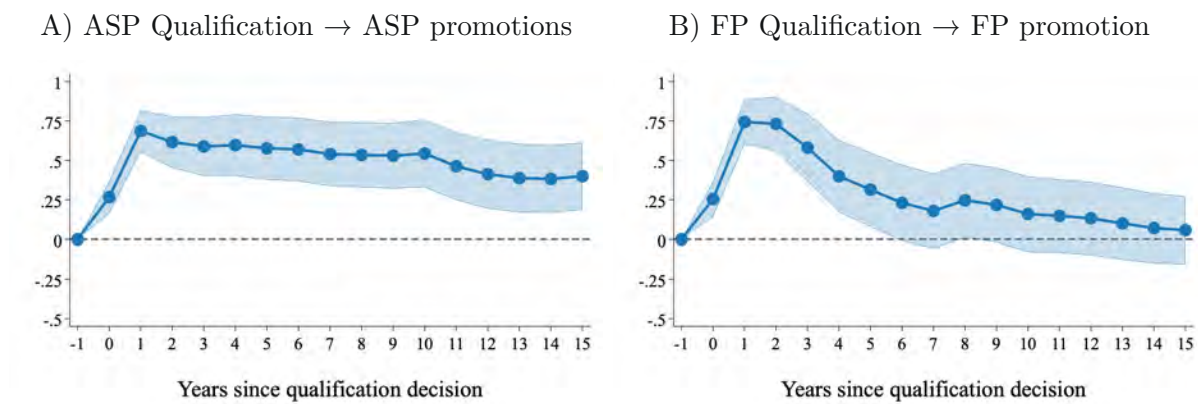 A) ASP Qualification → ASP promotions
1
.75
.5
.25
0
-.25
-.5
-1 0 1 2 3 4 5 6 7 8 9 10 11 12 13 14 15
Years since qualification decision
B) FP Qualification → FP promotion
1
.75
.5
.25
0
-.25
-.5
-1 0 1 2 3 4 5 6 7 8 9 10 11 12 13 14 15
Years since qualification decision